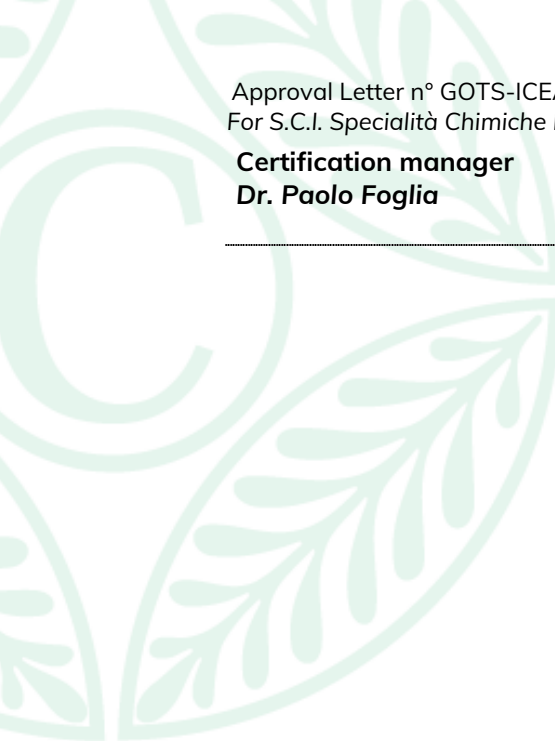 Approval Letter n° GOTS-ICEA
For S.C.I. Specialità Chimiche
Certification manager
Dr. Paolo Foglia
C